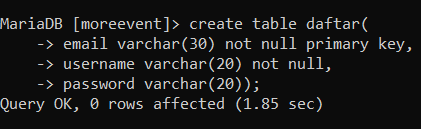 MariaDB [moreevent]> create table daftar(
    -> email varchar(30) not null primary key,
    -> username varchar(20) not null,
    -> password varchar(20));
Query OK, 0 rows affected (1.85 sec)